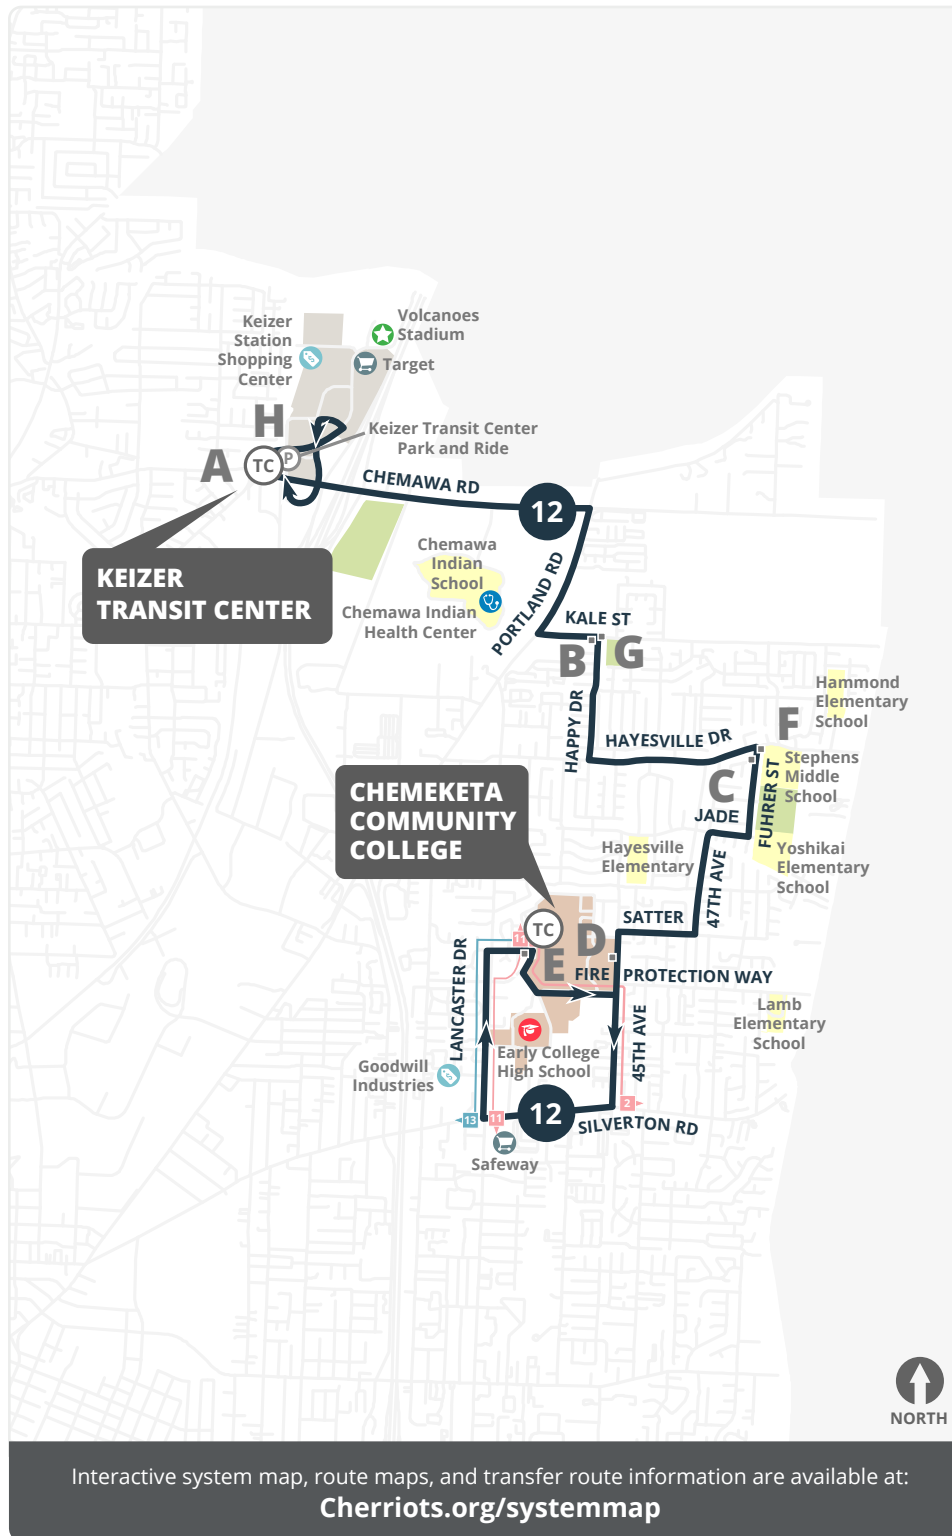 Keizer
Station
Shopping
Center
Volcanoes
Stadium
Target
H
A
TC
P
Keizer Transit Center
Park and Ride
CHEMAWA RD
12
KEIZER
TRANSIT CENTER
Chemawa
Indian
School
Chemawa Indian
Health Center
PORTLAND RD
KALE ST
B
G
HAPPY DR
HAYESVILLE DR
Hammond
Elementary
School
F
Stephens
Middle
School
C
JADE
FUHRER ST
CHEMEKETA
COMMUNITY
COLLEGE
Hayesville
Elementary
Yoshikai
Elementary
School
47TH AVE
SATTER
TC
11
D
E
FIRE PROTECTION WAY
LANCASTER DR
Lamb
Elementary
School
45TH AVE
Early College
High School
Goodwill
Industries
13
11
12
2
SILVERTON RD
Safeway
NORTH
Interactive system map, route maps, and transfer route information are available at:
Cherriots.org/systemmap